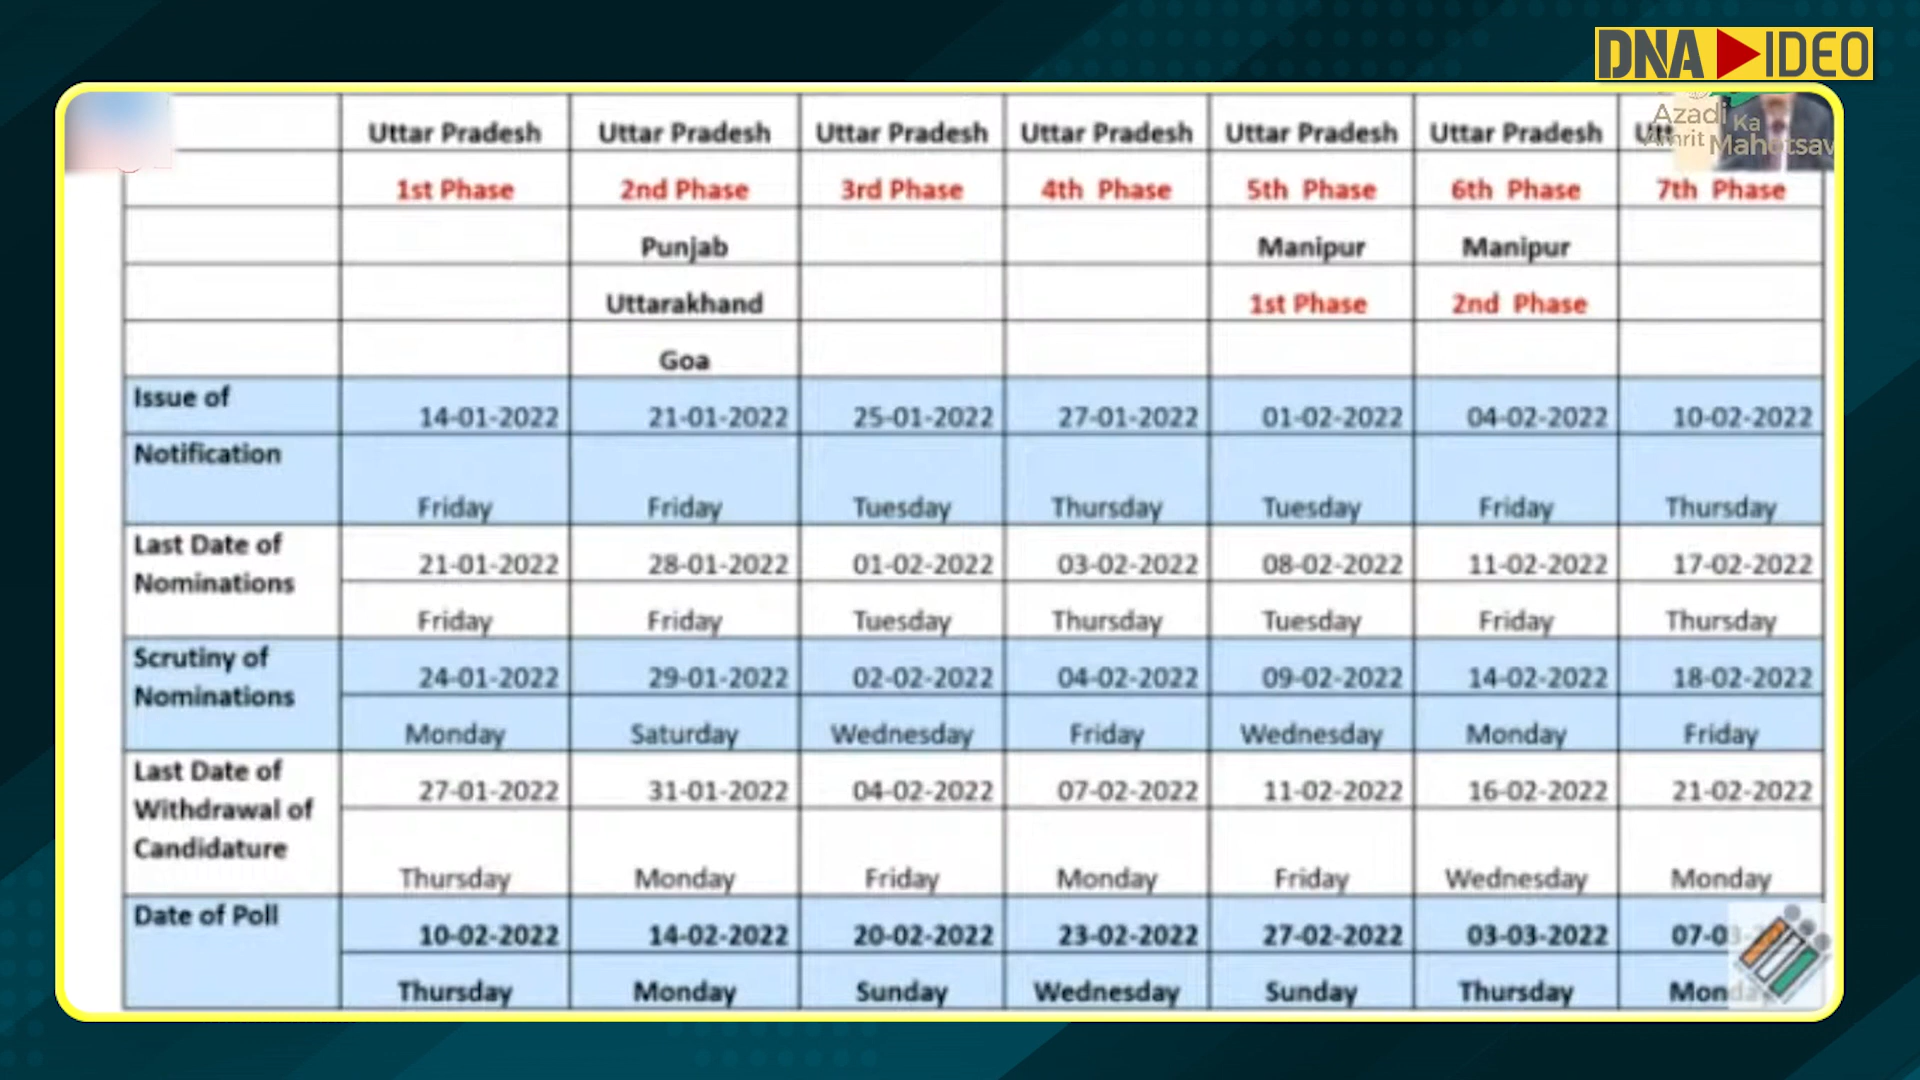 DNA VIDEO
Azadi Ka
Amrit Mahotsav
Uttar Pradesh Uttar Pradesh Uttar Pradesh Uttar Pradesh Uttar Pradesh Uttar Pradesh
1st Phase 2nd Phase 3rd Phase 4th Phase 5th Phase 6th Phase 7th Phase
Punjab Manipur Manipur
Uttarakhand 1st Phase 2nd Phase
Goa
Issue of 14-01-2022 21-01-2022 25-01-2022 27-01-2022 01-02-2022 04-02-2022 10-02-2022
Notification Friday Friday Tuesday Thursday Tuesday Friday Thursday
Last Date of 21-01-2022 28-01-2022 01-02-2022 03-02-2022 08-02-2022 11-02-2022 17-02-2022
Nominations Friday Friday Tuesday Thursday Tuesday Friday Thursday
Scrutiny of 24-01-2022 29-01-2022 02-02-2022 04-02-2022 09-02-2022 14-02-2022 18-02-2022
Nominations Monday Saturday Wednesday Friday Wednesday Monday Friday
Last Date of 27-01-2022 31-01-2022 04-02-2022 07-02-2022 11-02-2022 16-02-2022 21-02-2022
Withdrawal of
Candidature Thursday Monday Friday Monday Friday Wednesday Monday
Date of Poll 10-02-2022 14-02-2022 20-02-2022 23-02-2022 27-02-2022 03-03-2022
Thursday Monday Sunday Wednesday Sunday Thursday Monday